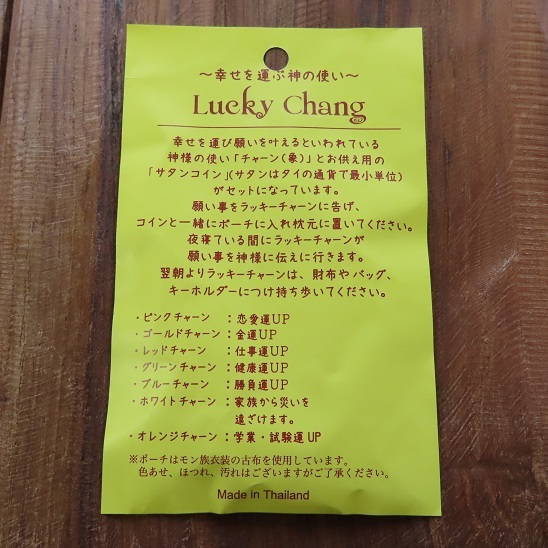 ～幸せを運ぶ神の使い～
Lucky Chang
幸せを運び願いを叶えるといわれている
神様の使い「チャーン(象)」とお供え用の
「サタンコイン」(サタンはタイの通貨で最小単位)
がセットになっています。
願い事をラッキーチャーンに告げ、
コインと一緒にポーチに入れ枕元に置いてください。
夜寝ている間にラッキーチャーンが
願い事を神様に伝えに行きます。
翌朝よりラッキーチャーンは、財布やバッグ、
キーホルダーにつけ持ち歩いてください。
・ピンクチャーン ：恋愛運UP
・ゴールドチャーン ：金運UP
・レッドチャーン ：仕事運UP
・グリーンチャーン ：健康運UP
・ブルーチャーン ：勝負運UP
・ホワイトチャーン ：家族から災いを
遠ざけます。
・オレンジチャーン ：学業・試験運UP
※ポーチはモン族衣装の古布を使用しています。
色あせ、ほつれ、汚れはございますがご了承ください。
Made in Thailand